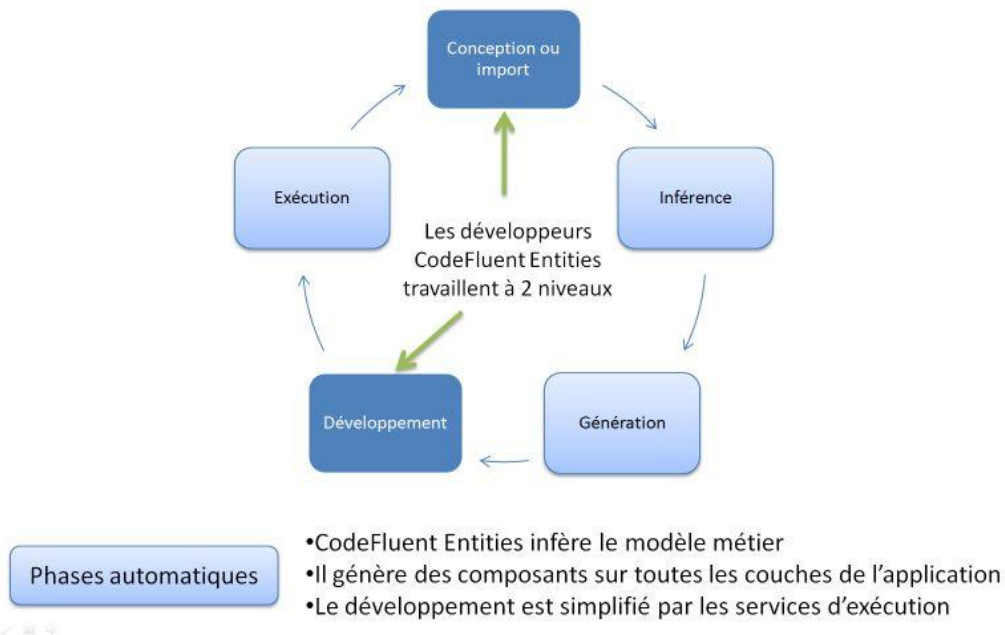 Conception ou
import
Exécution
Inférence
Les développeurs
CodeFluent Entities
travaillent à 2 niveaux
Développement
Génération
Phases automatiques
•CodeFluent Entities infère le modèle métier
•Il génère des composants sur toutes les couches de l’application
•Le développement est simplifié par les services d’exécution